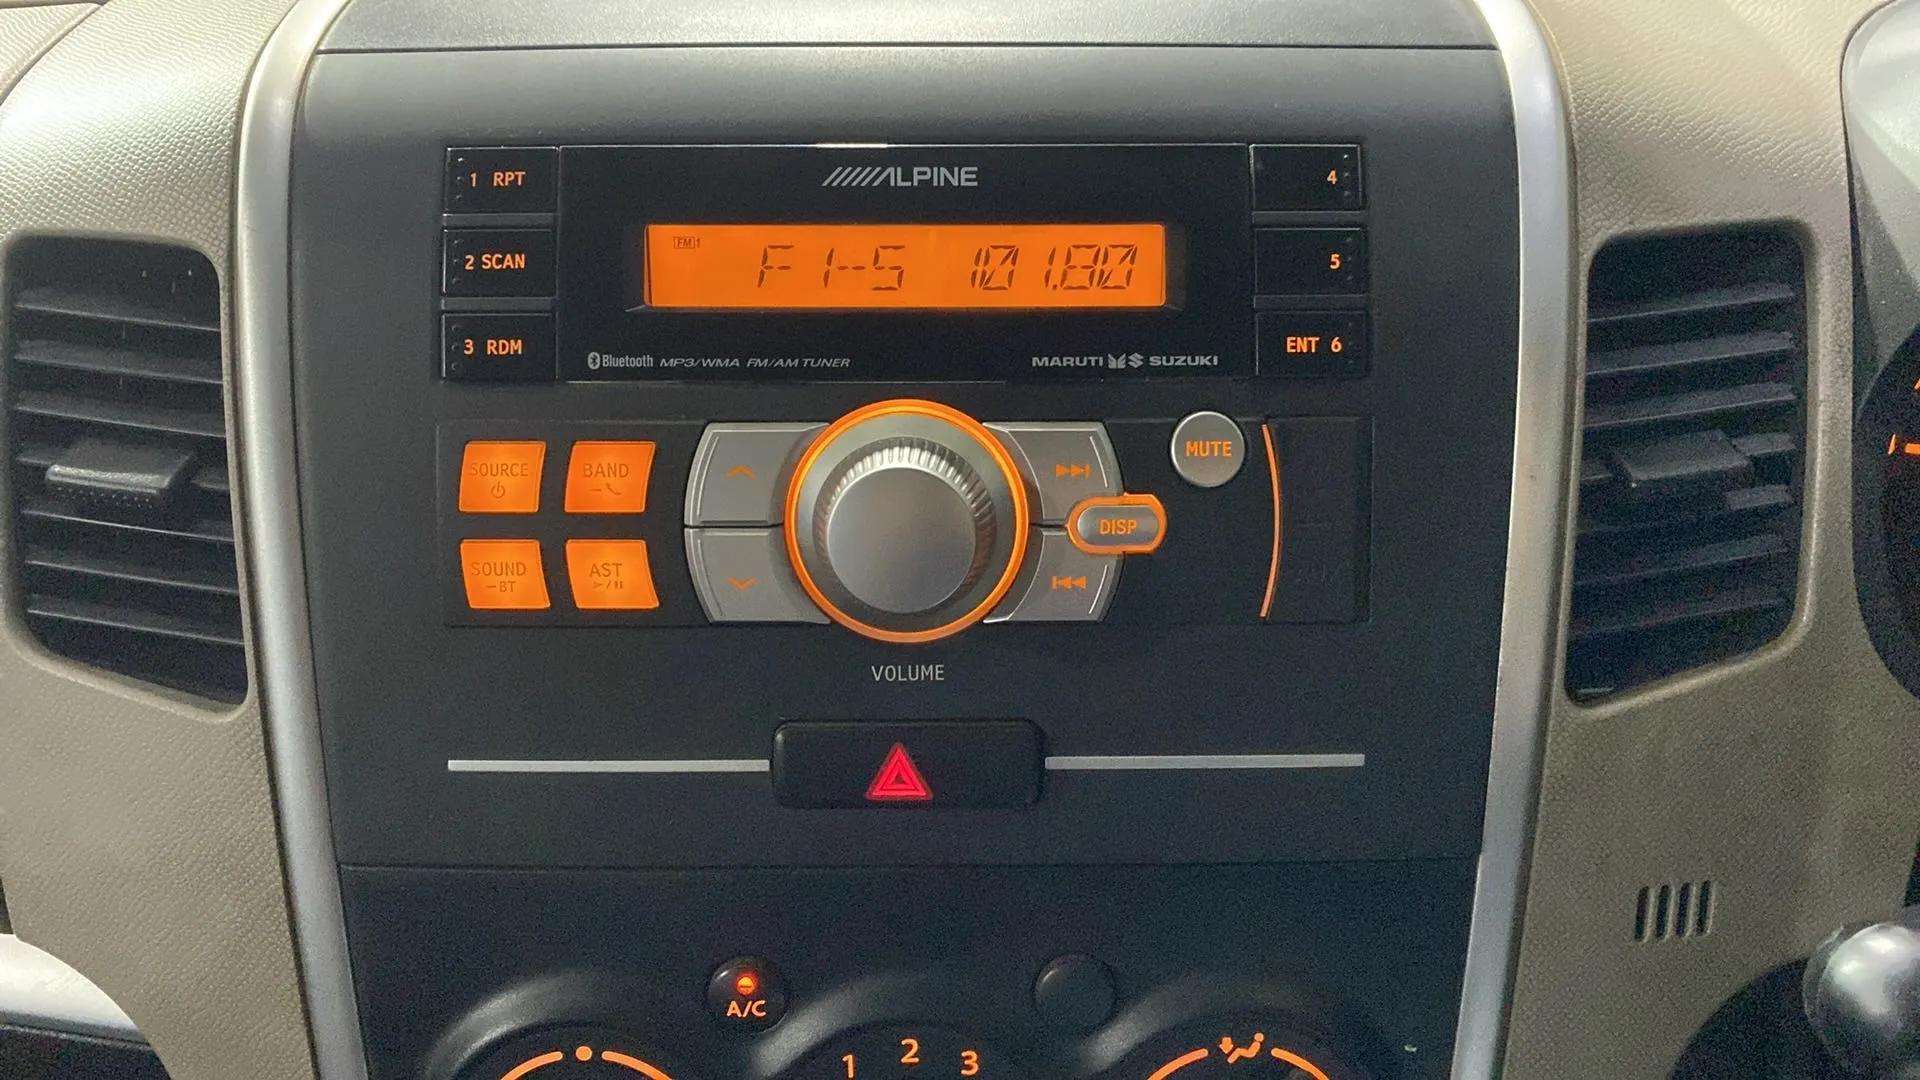 1 RPT
ALPINE
4
FM1
F1-5 101.80
2 SCAN
5
3 RDM
Bluetooth MP3/WMA FM/AM TUNER
MARUTI SUZUKI
ENT 6
SOURCE
BAND
MUTE
DISP
SOUND
BT
AST
VOLUME
A/C
1 2 3